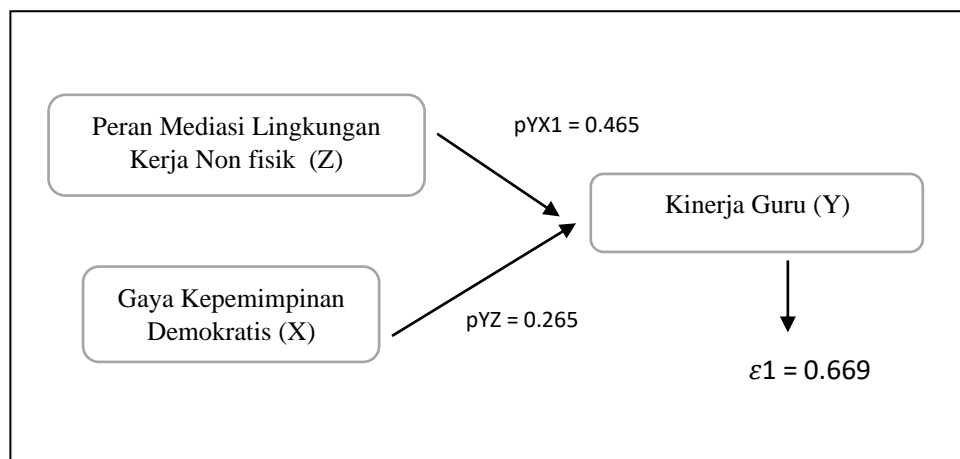 Peran Mediasi Lingkungan
Kerja Non fisik (Z)
pYX1 = 0.465
Kinerja Guru (Y)
Gaya Kepemimpinan
Demokratis (X)
pYZ = 0.265
𝜀1 = 0.669